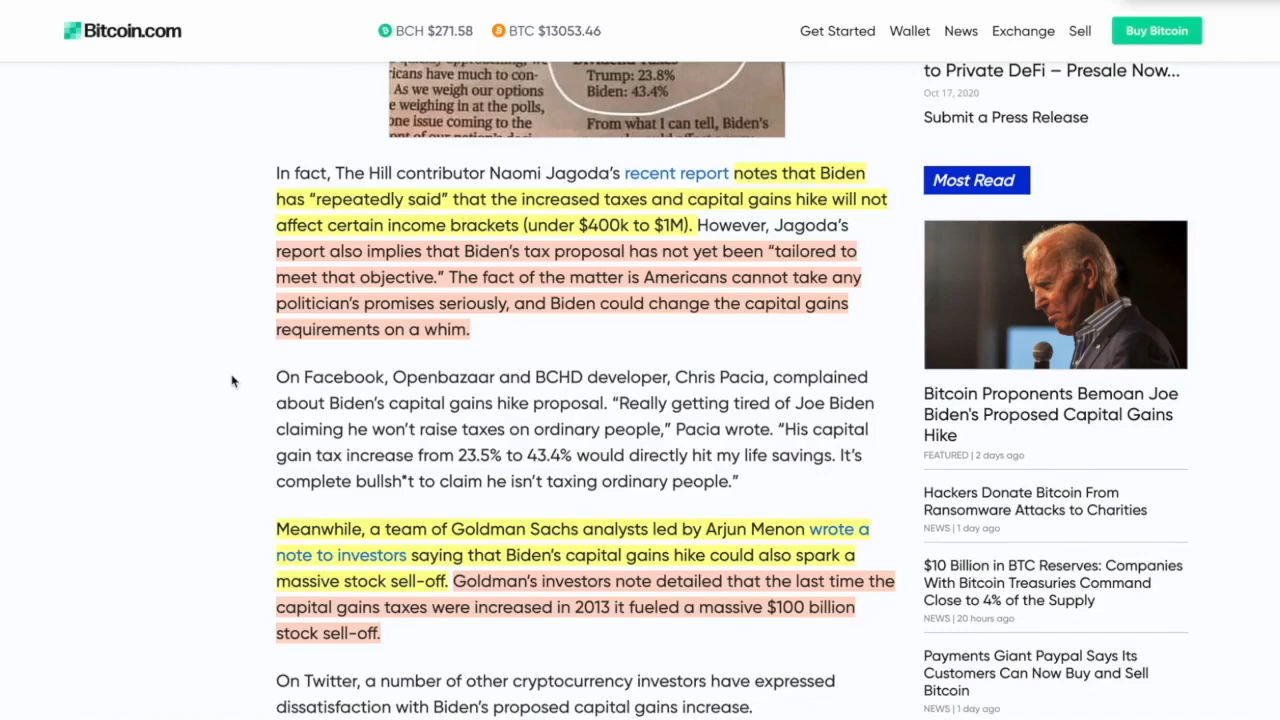 Bitcoin.com
BCH $271.58
BTC $13053.46
Get Started
Wallet
News
Exchange
Sell
Buy Bitcoin
icans have much to con-
As we weigh our options
e weighing in at the polls,
one issue coming to the
Trump: 23.8%
Biden: 43.4%
From what I can tell, Biden's
In fact, The Hill contributor Naomi Jagoda's recent report notes that Biden
has “repeatedly said” that the increased taxes and capital gains hike will not
affect certain income brackets (under $400k to $1M). However, Jagoda's
report also implies that Biden's tax proposal has not yet been “tailored to
meet that objective.” The fact of the matter is Americans cannot take any
politician's promises seriously, and Biden could change the capital gains
requirements on a whim.
On Facebook, Openbazaar and BCHD developer, Chris Pacia, complained
about Biden's capital gains hike proposal. “Really getting tired of Joe Biden
claiming he won't raise taxes on ordinary people,” Pacia wrote. “His capital
gain tax increase from 23.5% to 43.4% would directly hit my life savings. It's
complete bullsh*t to claim he isn't taxing ordinary people.”
Meanwhile, a team of Goldman Sachs analysts led by Arjun Menon wrote a
note to investors saying that Biden's capital gains hike could also spark a
massive stock sell-off. Goldman's investors note detailed that the last time the
capital gains taxes were increased in 2013 it fueled a massive $100 billion
stock sell-off.
On Twitter, a number of other cryptocurrency investors have expressed
dissatisfaction with Biden's proposed capital gains increase.
to Private DeFi – Presale Now...
Oct 17, 2020
Submit a Press Release
Most Read
Bitcoin Proponents Bemoan Joe
Biden's Proposed Capital Gains
Hike
FEATURED | 2 days ago
Hackers Donate Bitcoin From
Ransomware Attacks to Charities
NEWS | 1 day ago
$10 Billion in BTC Reserves: Companies
With Bitcoin Treasuries Command
Close to 4% of the Supply
NEWS | 20 hours ago
Payments Giant Paypal Says Its
Customers Can Now Buy and Sell
Bitcoin
NEWS | 1 day ago